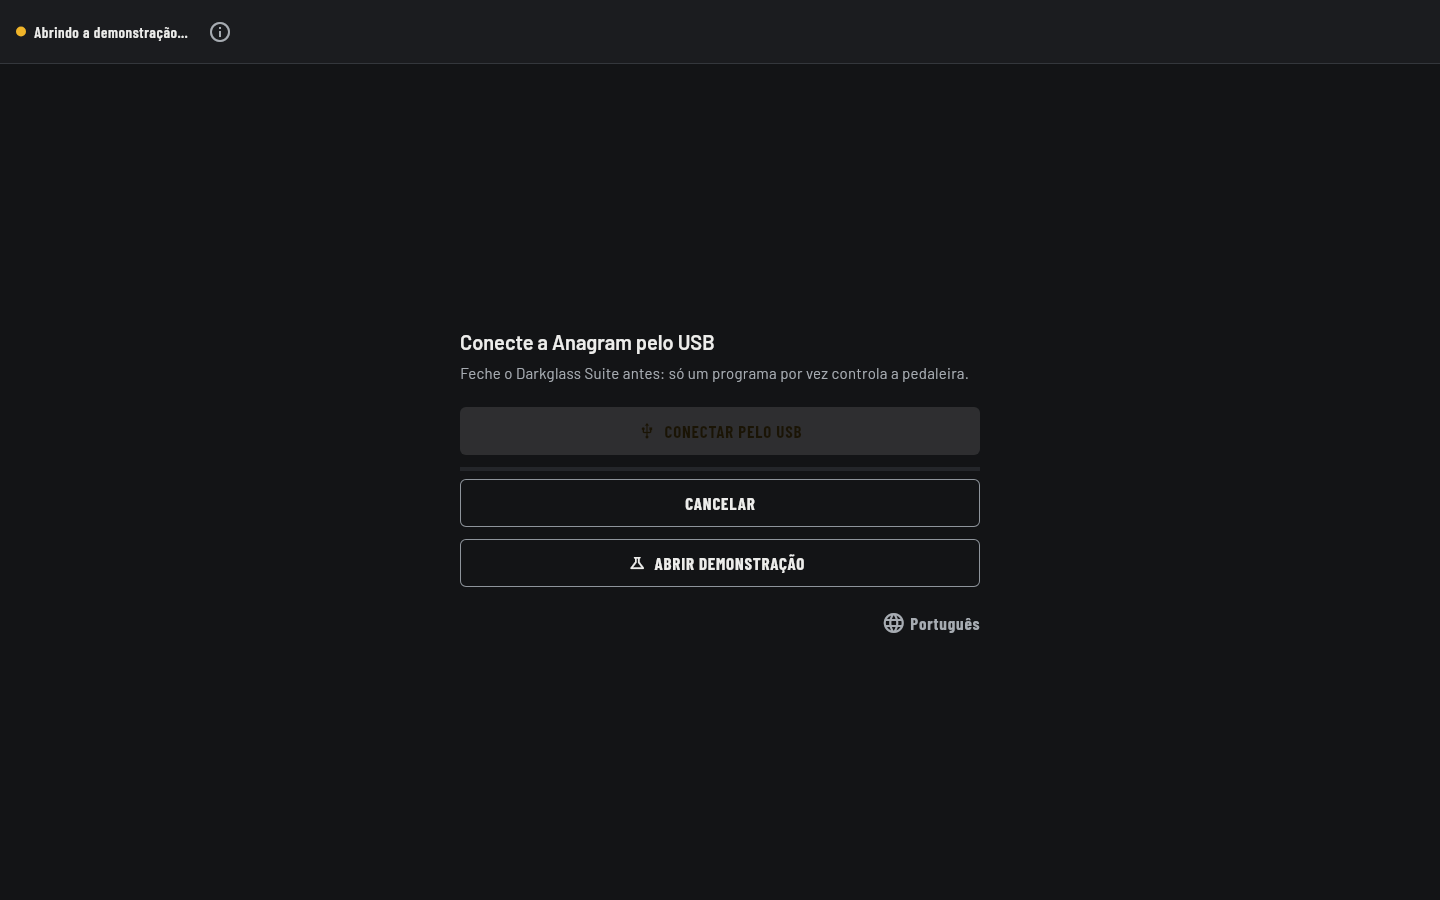 Abrindo a demonstração...
Conecte a Anagram pelo USB
Feche o Darkglass Suite antes: só um programa por vez controla a pedaleira.
CONECTAR PELO USB
CANCELAR
ABRIR DEMONSTRAÇÃO
Português